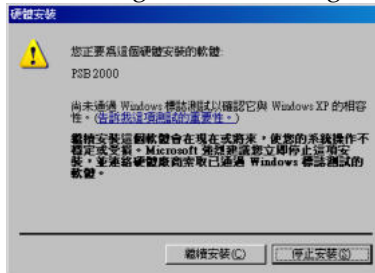 硬體安裝
您正要為這個硬體安裝的軟體:
PSB 2000
尚未通過 Windows 標誌測試以確認它與 Windows XP 的相容
性。(告訴我這項測試的重要性。)
繼續安裝這個軟體會在現在或將來，使您的系統操作不
穩定或受損。Microsoft 強烈建議您立即停止這項安
裝，並連絡硬體廠商索取已通過 Windows 標誌測試的
軟體。
繼續安裝(C) 停止安裝(S)